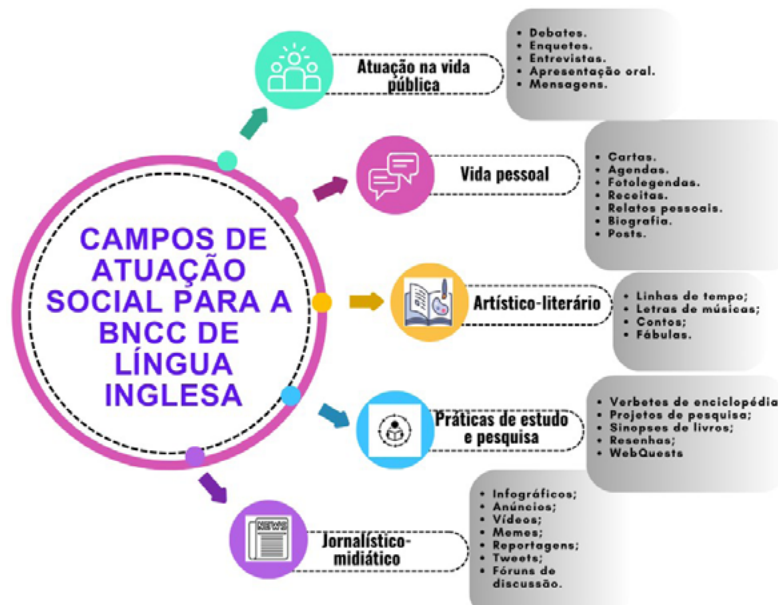 CAMPOS DE
ATUAÇÃO
SOCIAL PARA A
BNCC DE
LÍNGUA
INGLESA
Atuação na vida
pública
• Debates.
• Enquetes.
• Entrevistas.
• Apresentação oral.
• Mensagens.
Vida pessoal
• Cartas.
• Agendas.
• Fotolegendas.
• Receitas.
• Relatos pessoais.
• Biografia.
• Posts.
Artístico-literário
• Linhas de tempo;
• Letras de músicas;
• Contos;
• Fábulas.
Práticas de estudo
e pesquisa
• Verbetes de enciclopédia
• Projetos de pesquisa;
• Sinopses de livros;
• Resenhas;
• WebQuests
NEWS
Jornalístico-
midiático
• Infográficos;
• Anúncios;
• Vídeos;
• Memes;
• Reportagens;
• Tweets;
• Fóruns de
discussão.